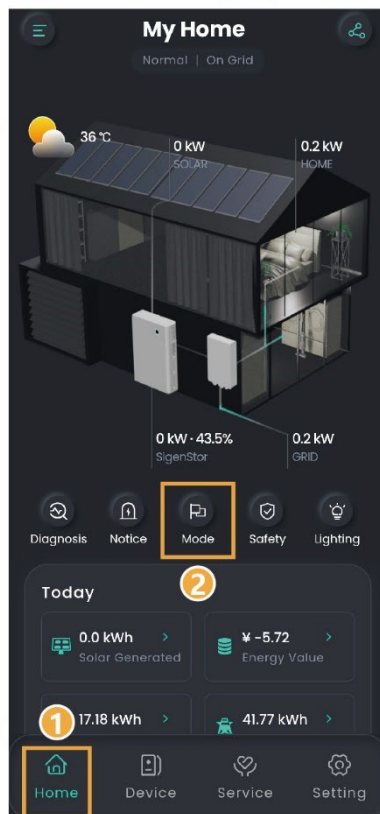 My Home
Normal | On Grid
36 ℃
0 kW
SOLAR
0.2 kW
HOME
0 kW · 43.5%
SigenStor
0.2 kW
GRID
Diagnosis
Notice
Mode
Safety
Lighting
2
Today
0.0 kWh >
Solar Generated
¥ -5.72 >
Energy Value
1
17.18 kWh >
41.77 kWh >
Home
Device
Service
Setting